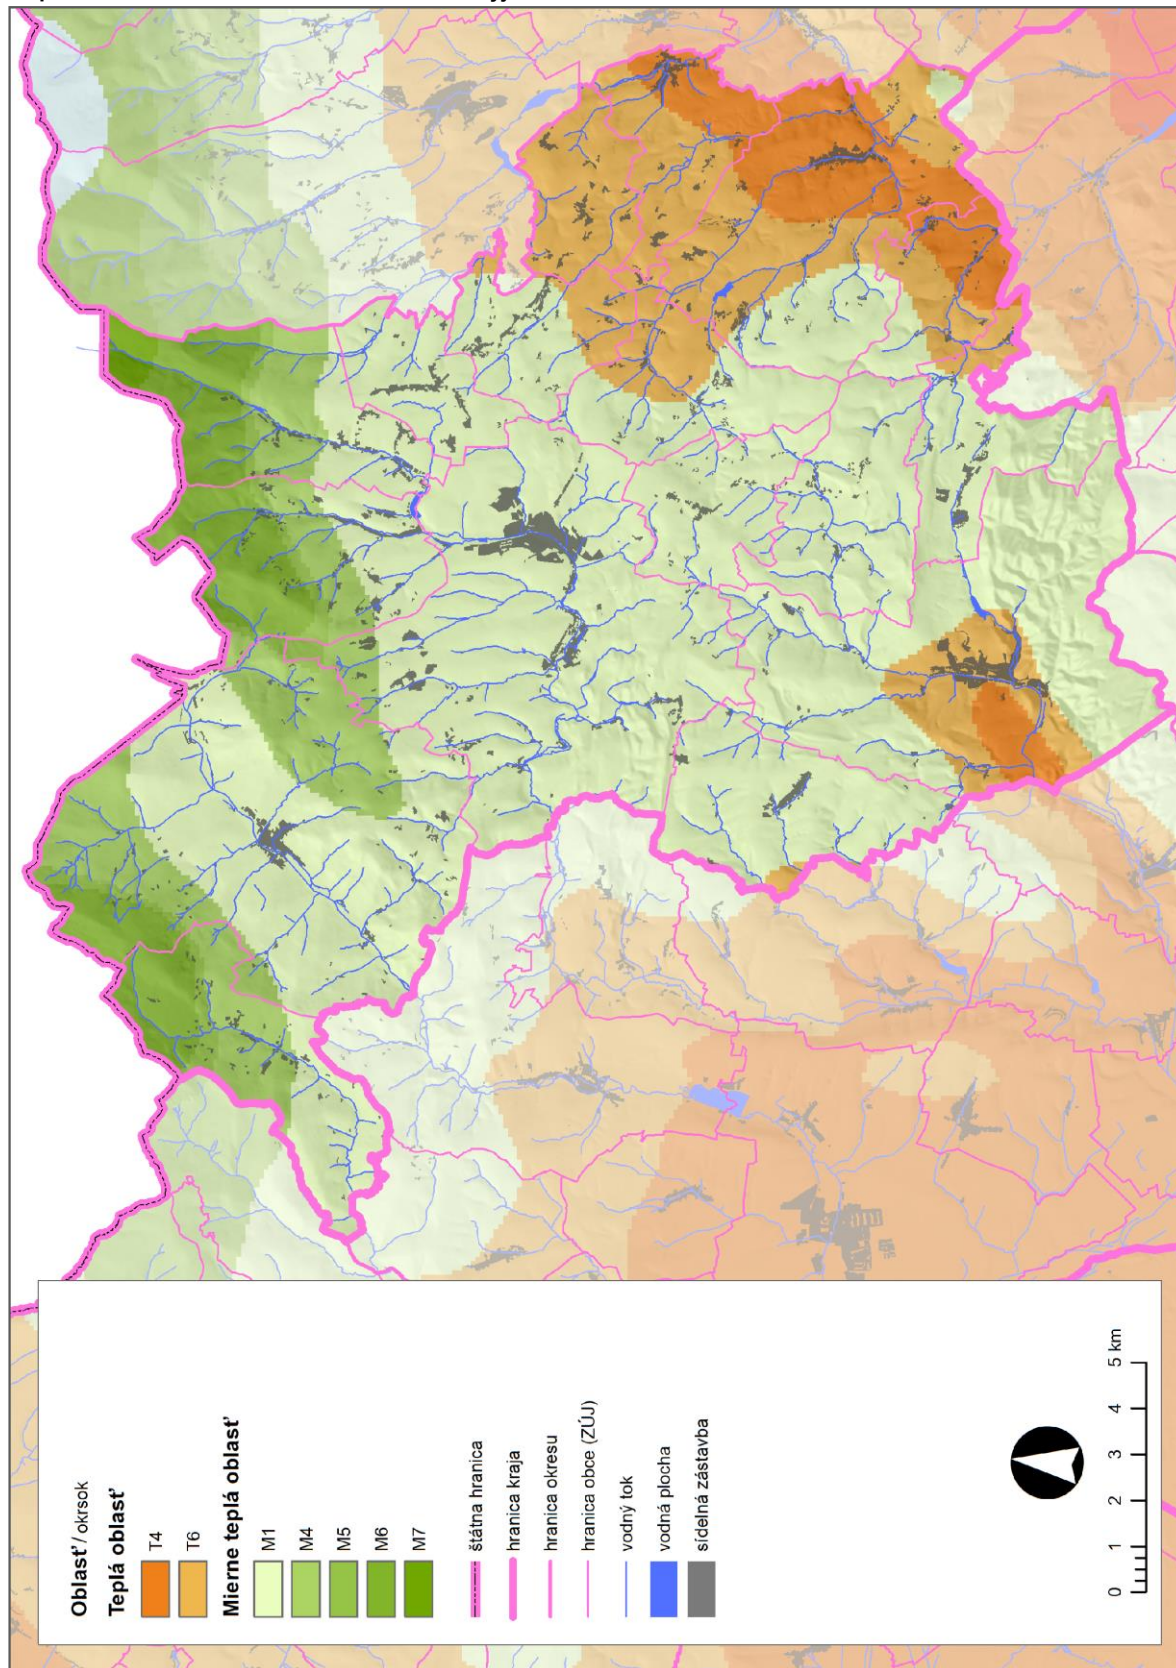 Oblasť / okrsok
Teplá oblasť
T4
T6
Mierne teplá oblasť
M1
M4
M5
M6
M7
štátna hranica
hranica kraja
hranica okresu
hranica obce (ZÚJ)
vodný tok
vodná plocha
sídelná zástavba
0 1 2 3 4 5 km